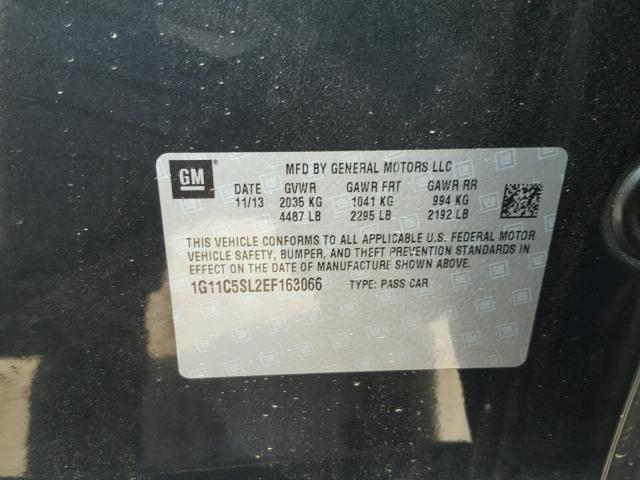 GM
MFD BY GENERAL MOTORS LLC
DATE GVWR GAWR FRT GAWR RR
11/13 2035 KG 1041 KG 994 KG
4487 LB 2295 LB 2192 LB
THIS VEHICLE CONFORMS TO ALL APPLICABLE U.S. FEDERAL MOTOR
VEHICLE SAFETY, BUMPER, AND THEFT PREVENTION STANDARDS IN
EFFECT ON THE DATE OF MANUFACTURE SHOWN ABOVE.
1G11C5SL2EF163066 TYPE: PASS CAR